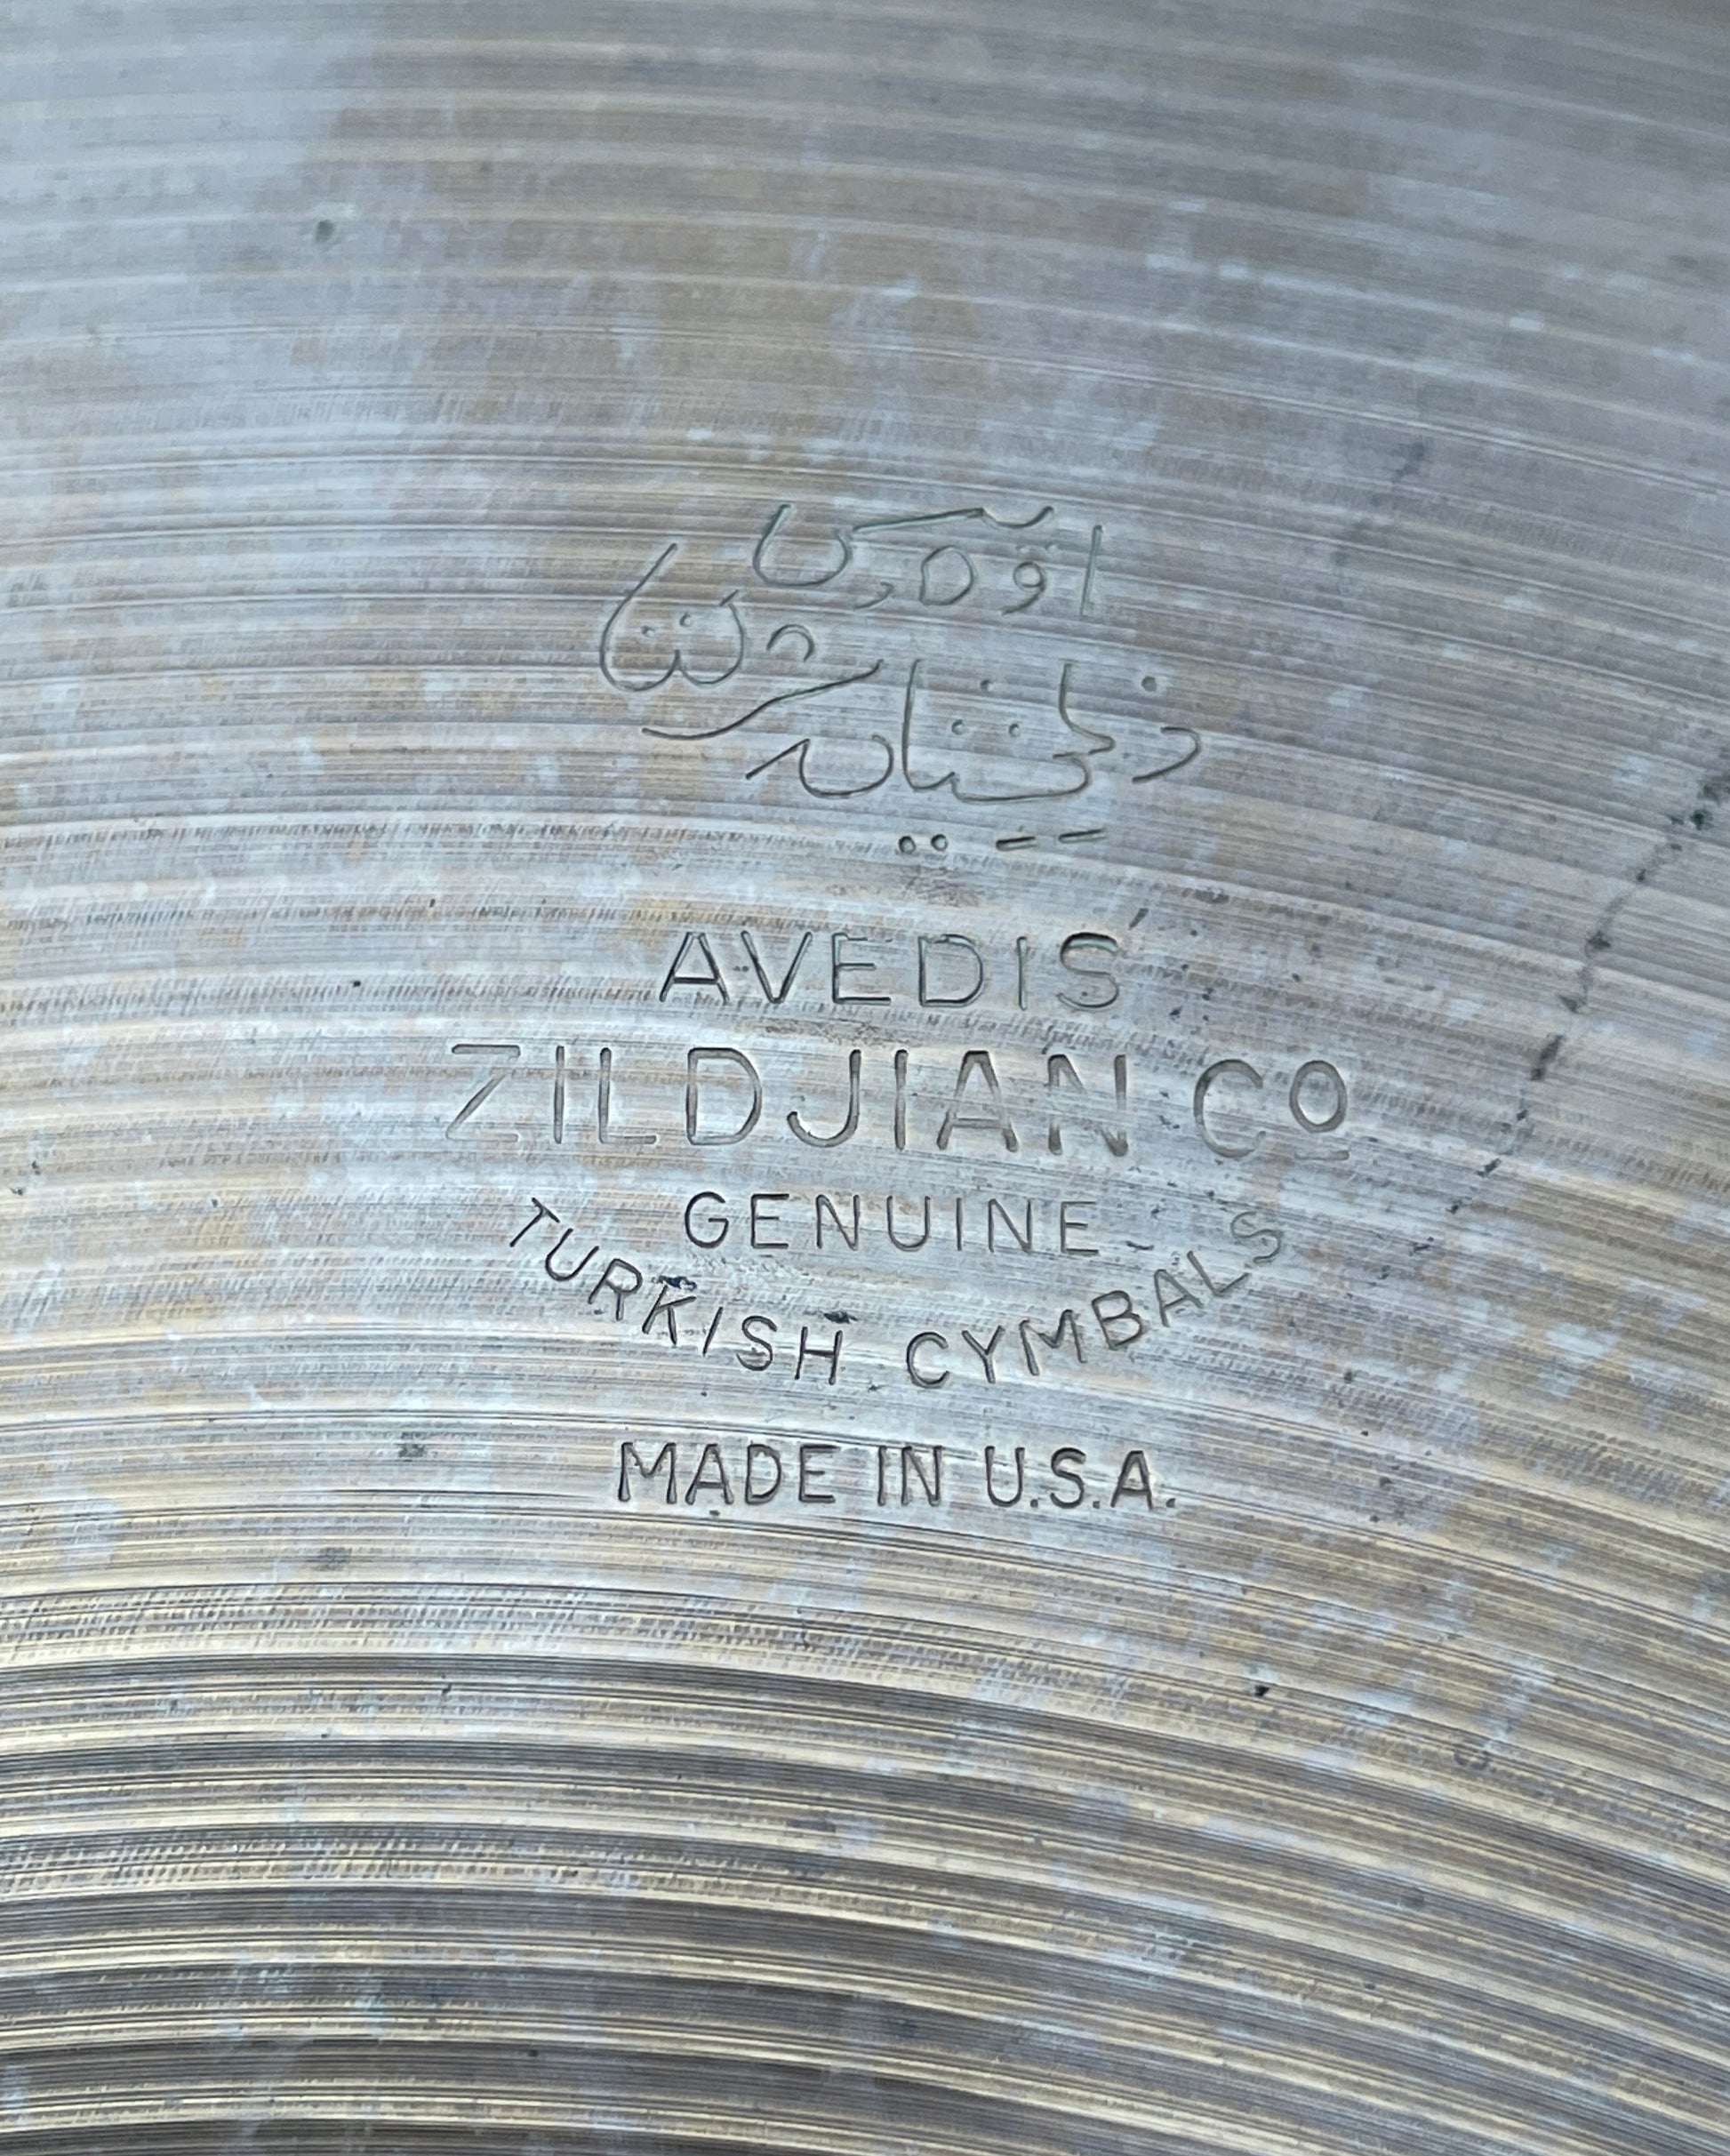 AVEDIS
ZILDJIAN Co
GENUINE
TURKISH CYMBALS
MADE IN U.S.A.